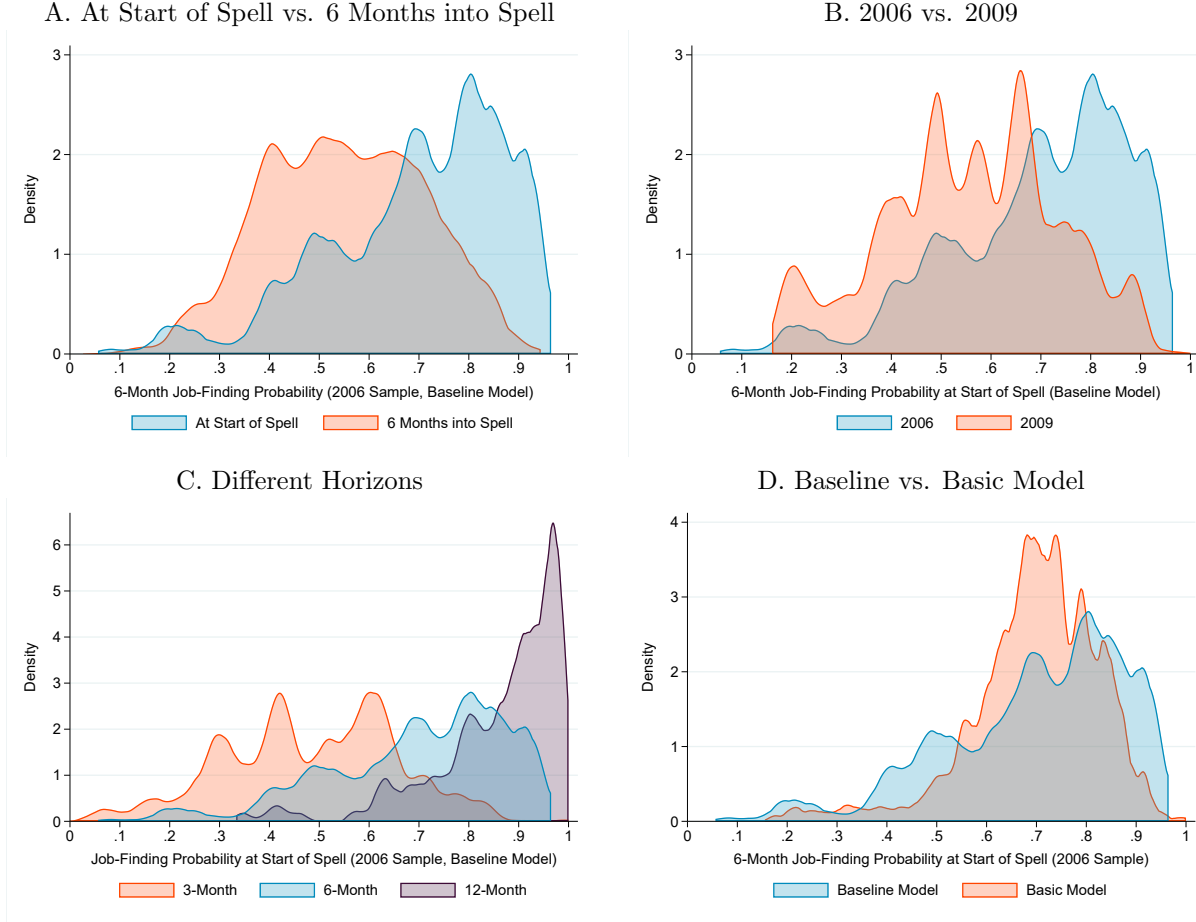 A. At Start of Spell vs. 6 Months into Spell
3
2
1
0
Density
0 .1 .2 .3 .4 .5 .6 .7 .8 .9 1
6-Month Job-Finding Probability (2006 Sample, Baseline Model)
At Start of Spell 6 Months into Spell
B. 2006 vs. 2009
3
2
1
0
Density
0 .1 .2 .3 .4 .5 .6 .7 .8 .9 1
6-Month Job-Finding Probability at Start of Spell (Baseline Model)
2006 2009
C. Different Horizons
6
5
4
3
2
1
0
Density
0 .1 .2 .3 .4 .5 .6 .7 .8 .9 1
Job-Finding Probability at Start of Spell (2006 Sample, Baseline Model)
3-Month 6-Month 12-Month
D. Baseline vs. Basic Model
4
3
2
1
0
Density
0 .1 .2 .3 .4 .5 .6 .7 .8 .9 1
6-Month Job-Finding Probability at Start of Spell (2006 Sample)
Baseline Model Basic Model